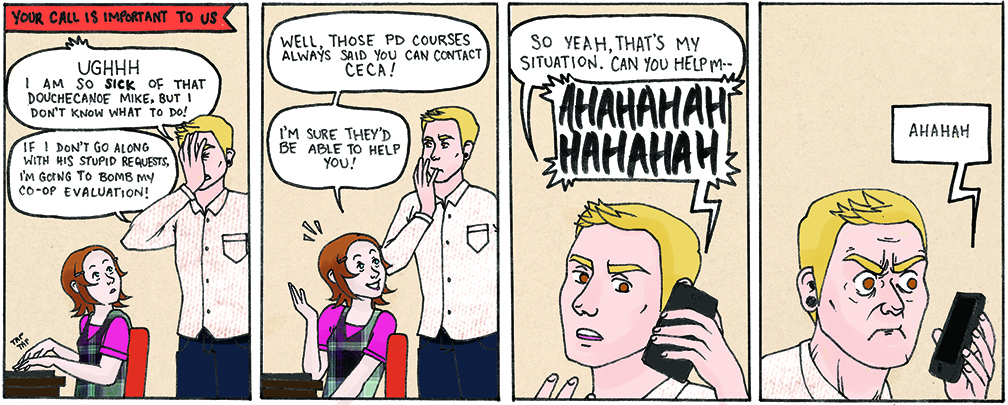 YOUR CALL IS IMPORTANT TO US
UGHHH
I AM SO SICK OF THAT
DOUCHECANOE MIKE, BUT I
DON'T KNOW WHAT TO DO!
IF I DON'T GO ALONG
WITH HIS STUPID REQUESTS,
I'M GOING TO BOMB MY
CO-OP EVALUATION!
TAP
TAP
WELL, THOSE PD COURSES
ALWAYS SAID YOU CAN CONTACT
CECA!
I'M SURE THEY'D
BE ABLE TO HELP
YOU!
SO YEAH, THAT'S MY
SITUATION. CAN YOU HELP M--
AHAHAHAH
HAHAHAH
AHAHAH